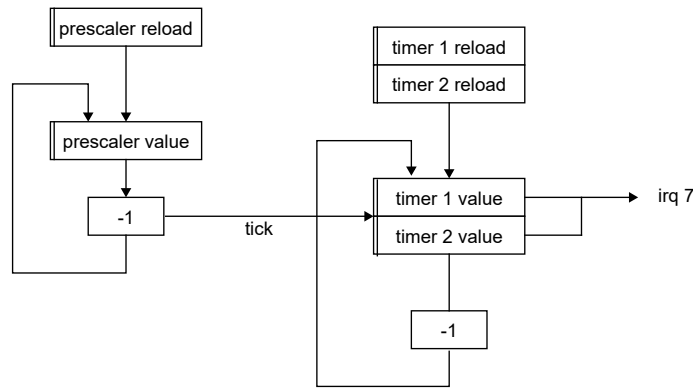 prescaler reload
timer 1 reload
timer 2 reload
prescaler value
-1
tick
timer 1 value
timer 2 value
irq 7
-1